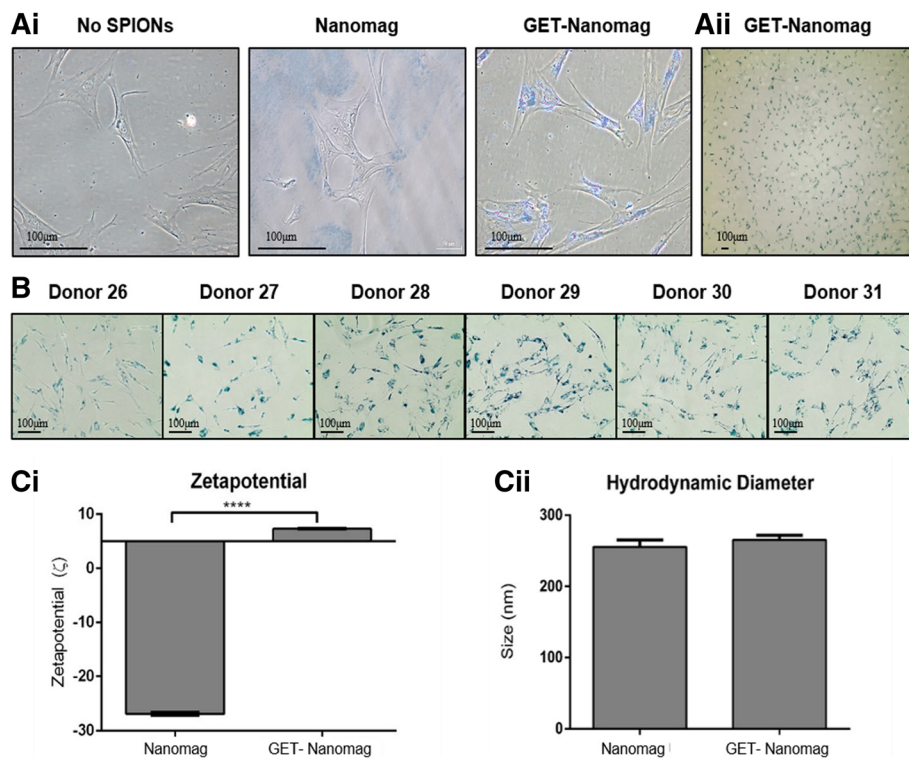 Ai
No SPIONs
Nanomag
GET-Nanomag
Aii
GET-Nanomag
100µm
100µm
100µm
100µm
B
Donor 26
Donor 27
Donor 28
Donor 29
Donor 30
Donor 31
100µm
100µm
100µm
100µm
100µm
100µm
Ci
Zetapotential
****
10
0
-10
-20
-30
Zetapotential (ζ)
Nanomag
GET- Nanomag
Cii
Hydrodynamic Diameter
300
200
100
0
Size (nm)
Nanomag
GET- Nanomag